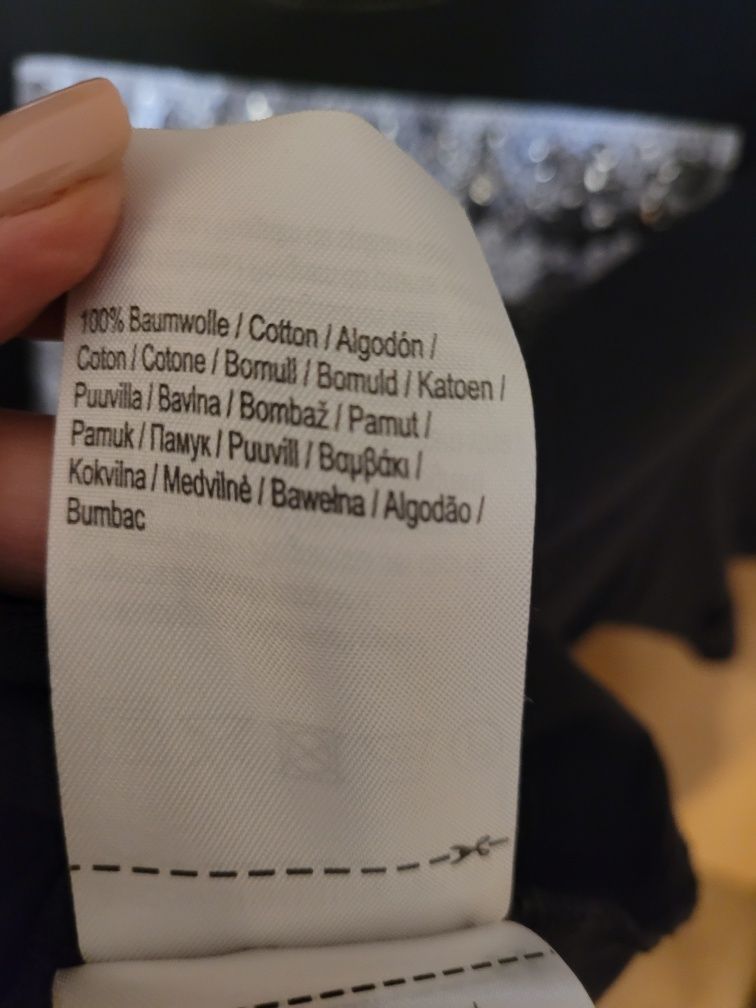 100% Baumwolle / Cotton / Algodón /
Coton / Cotone / Bomull / Bomuld / Katoen /
Puuvilla / Bavlna / Bombaž / Pamut /
Pamuk / Памук / Puuvill / Βαμβάκι /
Kokvilna / Medvilnė / Bawełna / Algodão /
Bumbac